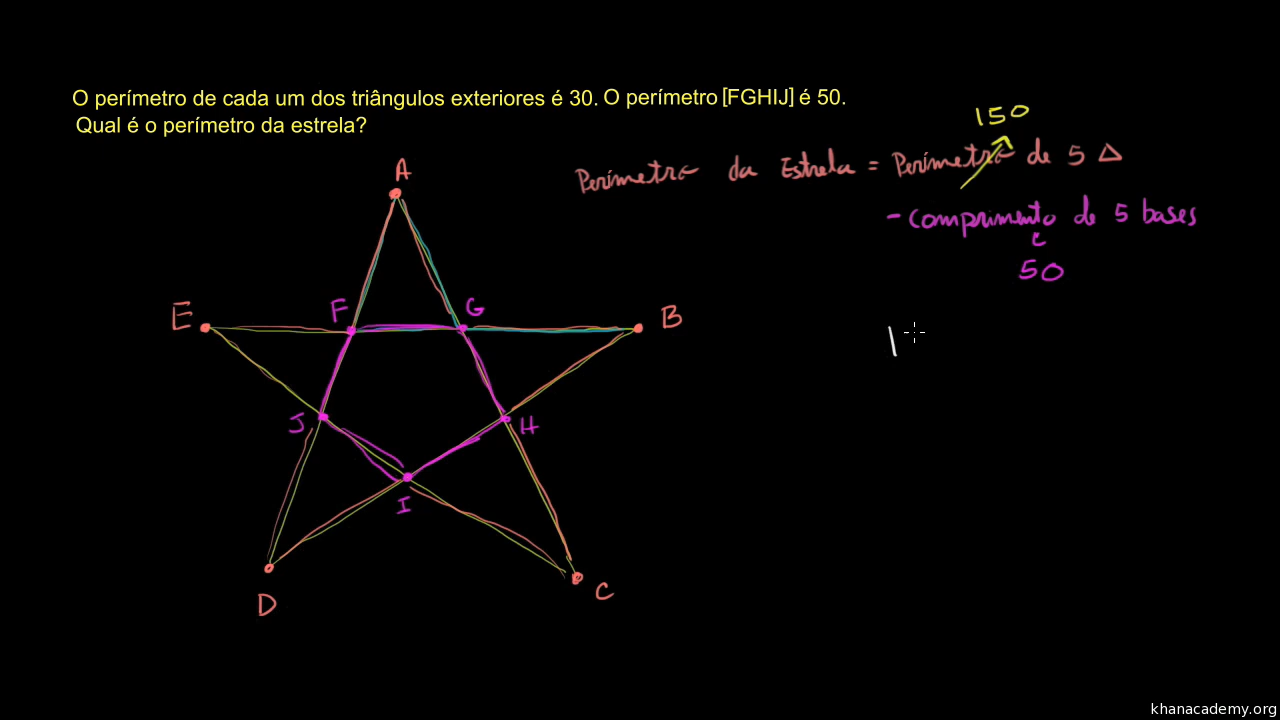 O perímetro de cada um dos triângulos exteriores é 30. O perímetro [FGHIJ] é 50.
Qual é o perímetro da estrela?
150
Perímetro da Estrela = Perímetro de 5 Δ
- comprimento de 5 bases
50
A
E
F
G
B
J
H
I
D
C
khanacademy.org